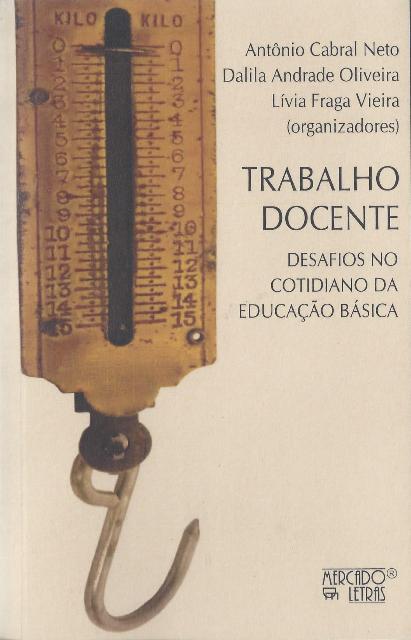 KILO KILO
0 0
1 1
2 2
3 3
4 4
5 5
6 6
7 7
8 8
9 9
10 10
11 11
12 12
13 13
14 14
15 15
Antônio Cabral Neto
Dalila Andrade Oliveira
Lívia Fraga Vieira
(organizadores)
TRABALHO
DOCENTE
DESAFIOS NO
COTIDIANO DA
EDUCAÇÃO BÁSICA
MERCADO®
LETRAS